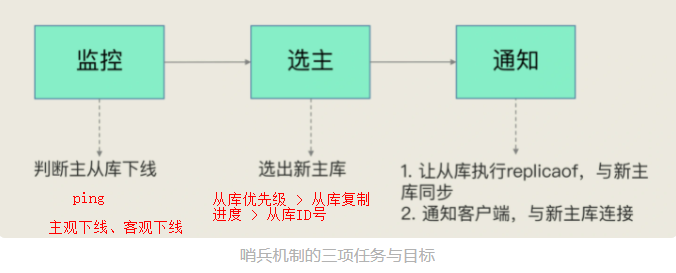 监控
选主
通知
判断主从库下线
ping
主观下线、客观下线
选出新主库
从库优先级 > 从库复制
进度 > 从库ID号
1. 让从库执行replicaof，与新主
库同步
2. 通知客户端，与新主库连接
哨兵机制的三项任务与目标